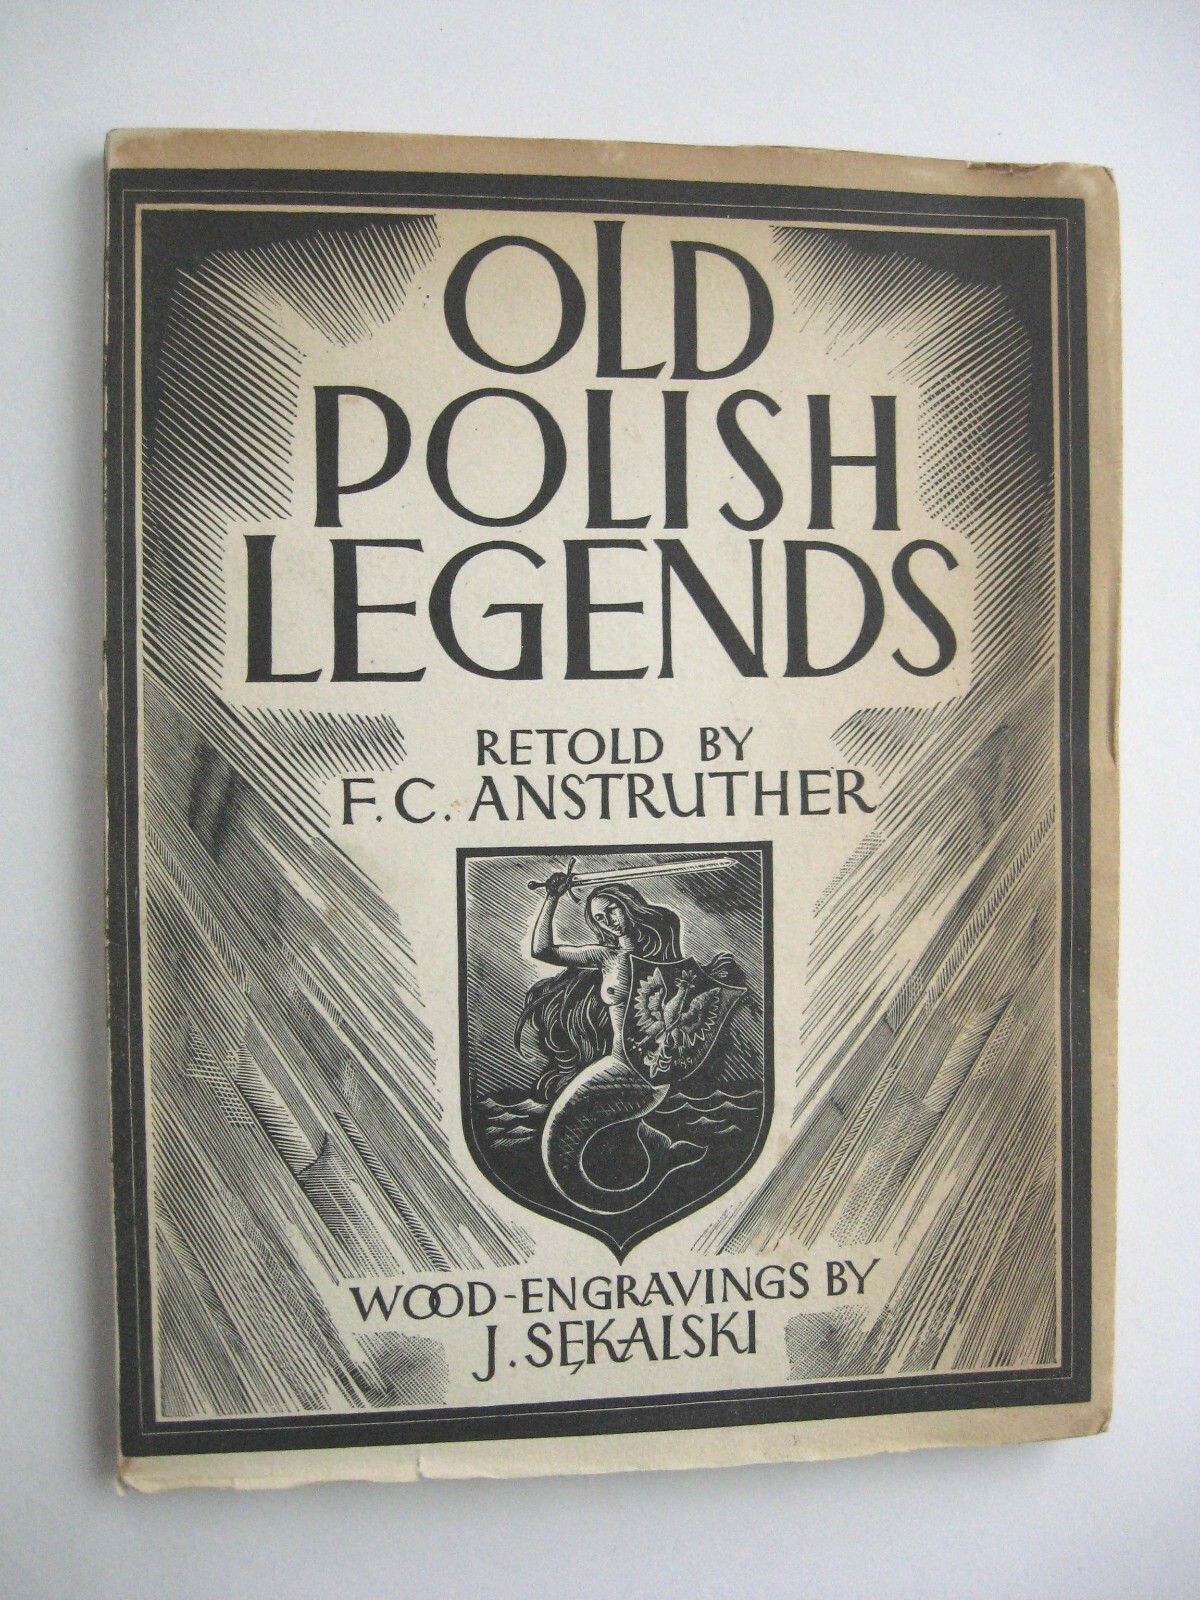 OLD
POLISH
LEGENDS
RETOLD BY
F.C. ANSTRUTHER
WOOD-ENGRAVINGS BY
J. SĘKALSKI